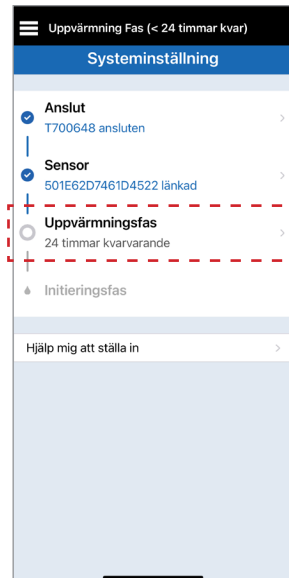 Uppvärmning Fas (< 24 timmar kvar)
Systeminställning
Anslut
T700648 ansluten
Sensor
501E62D7461D4522 länkad
Uppvärmningsfas
24 timmar kvarvarande
Initieringsfas
Hjälp mig att ställa in